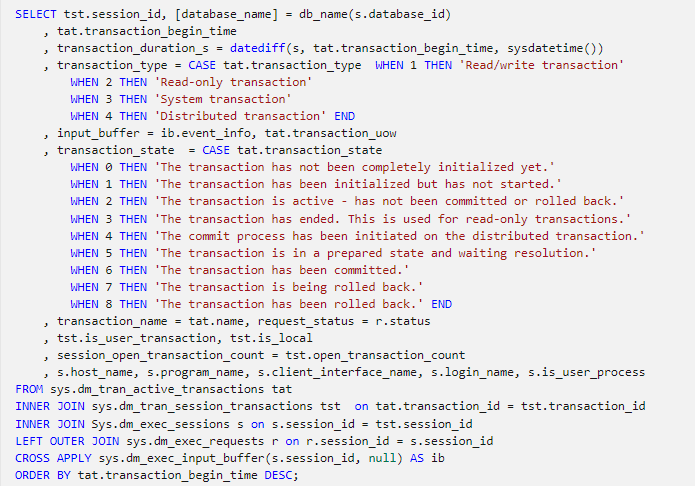 SELECT tst.session_id, [database_name] = db_name(s.database_id)
, tat.transaction_begin_time
, transaction_duration_s = datediff(s, tat.transaction_begin_time, sysdatetime())
, transaction_type = CASE tat.transaction_type  WHEN 1 THEN 'Read/write transaction'
WHEN 2 THEN 'Read-only transaction'
WHEN 3 THEN 'System transaction'
WHEN 4 THEN 'Distributed transaction' END
, input_buffer = ib.event_info, tat.transaction_uow
, transaction_state  = CASE tat.transaction_state
WHEN 0 THEN 'The transaction has not been completely initialized yet.'
WHEN 1 THEN 'The transaction has been initialized but has not started.'
WHEN 2 THEN 'The transaction is active - has not been committed or rolled back.'
WHEN 3 THEN 'The transaction has ended. This is used for read-only transactions.'
WHEN 4 THEN 'The commit process has been initiated on the distributed transaction.'
WHEN 5 THEN 'The transaction is in a prepared state and waiting resolution.'
WHEN 6 THEN 'The transaction has been committed.'
WHEN 7 THEN 'The transaction is being rolled back.'
WHEN 8 THEN 'The transaction has been rolled back.' END
, transaction_name = tat.name, request_status = r.status
, tst.is_user_transaction, tst.is_local
, session_open_transaction_count = tst.open_transaction_count
, s.host_name, s.program_name, s.client_interface_name, s.login_name, s.is_user_process
FROM sys.dm_tran_active_transactions tat
INNER JOIN sys.dm_tran_session_transactions tst  on tat.transaction_id = tst.transaction_id
INNER JOIN Sys.dm_exec_sessions s on s.session_id = tst.session_id
LEFT OUTER JOIN sys.dm_exec_requests r on r.session_id = s.session_id
CROSS APPLY sys.dm_exec_input_buffer(s.session_id, null) AS ib
ORDER BY tat.transaction_begin_time DESC;